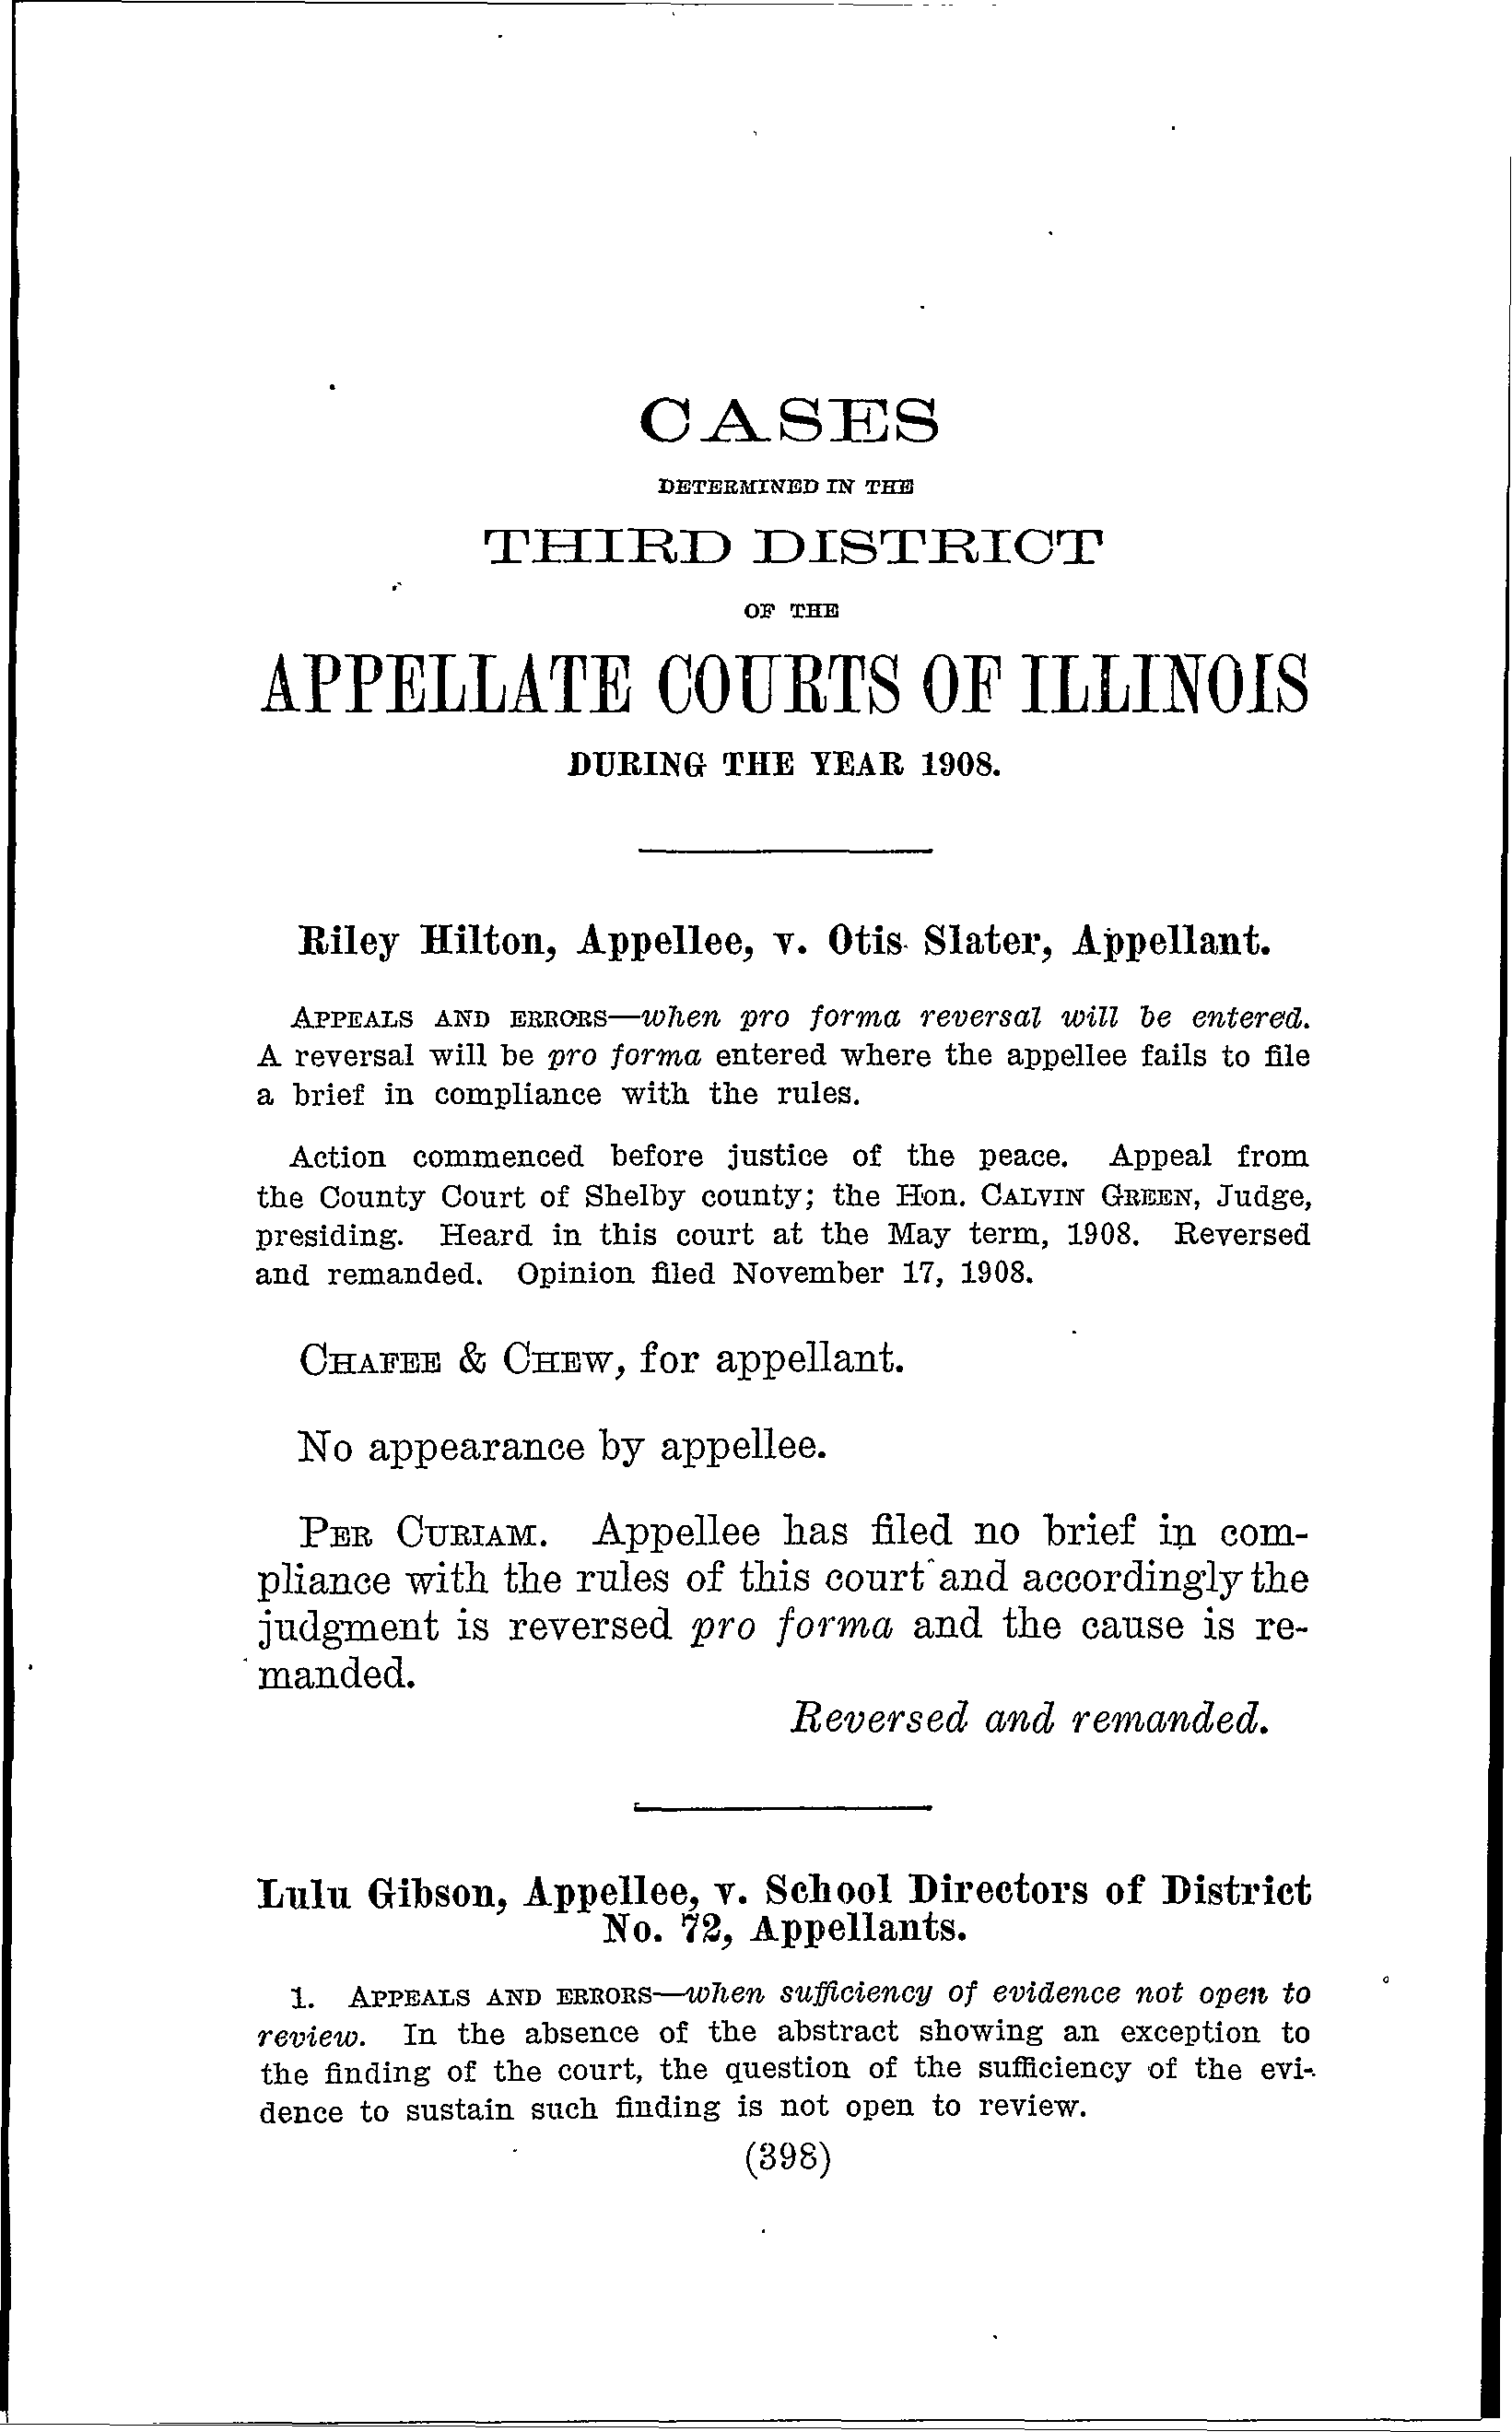 CASES
DETERMINED IN THE
THIRD DISTRICT
OF THE
APPELLATE COURTS OF ILLINOIS
DURING THE YEAR 1908.
Riley Hilton, Appellee, v. Otis Slater, Appellant.
APPEALS AND ERRORS—when pro forma reversal will be entered.
A reversal will be pro forma entered where the appellee fails to file
a brief in compliance with the rules.
Action commenced before justice of the peace. Appeal from
the County Court of Shelby county; the Hon. CALVIN GREEN, Judge,
presiding. Heard in this court at the May term, 1908. Reversed
and remanded. Opinion filed November 17, 1908.
CHAFEE & CHEW, for appellant.
No appearance by appellee.
PER CURIAM. Appellee has filed no brief in com-
pliance with the rules of this court and accordingly the
judgment is reversed pro forma and the cause is re-
manded.
Reversed and remanded.
Lulu Gibson, Appellee, v. School Directors of District
No. 72, Appellants.
1. APPEALS AND ERRORS—when sufficiency of evidence not open to
review. In the absence of the abstract showing an exception to
the finding of the court, the question of the sufficiency of the evi-
dence to sustain such finding is not open to review.
(398)